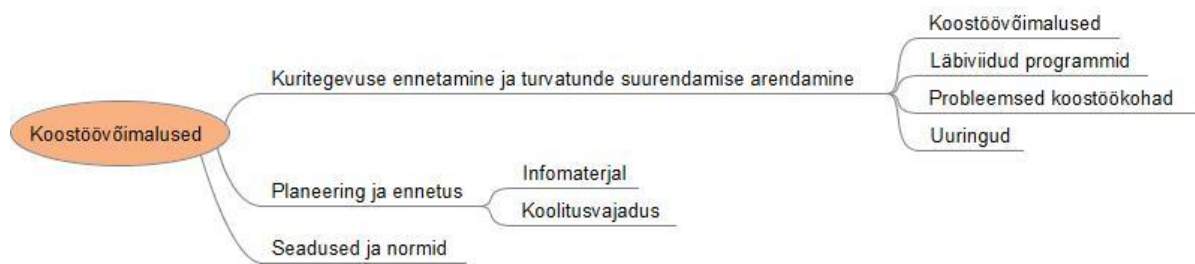 Koostöövõimalused
Kuritegevuse ennetamine ja turvatunde suurendamise arendamine
Koostöövõimalused
Läbiviidud programmid
Probleemsed koostöökohad
Uuringud
Planeering ja ennetus
Infomaterjal
Koolitusvajadus
Seadused ja normid